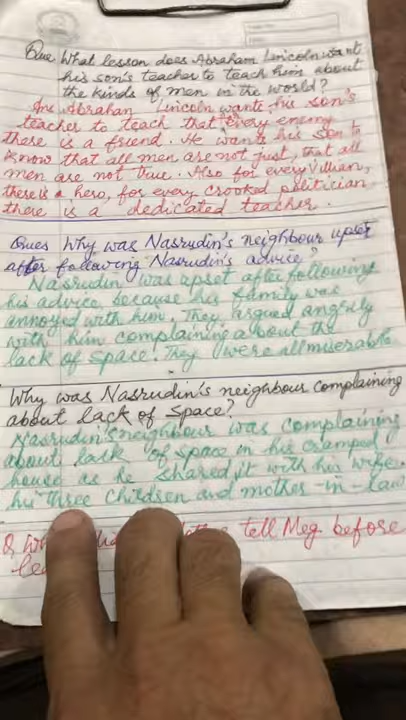 Que What lesson does Abraham Lincoln want
his son's teacher to teach him about
the kinds of men in the world?
Ans Abrahan Lincoln wants his son's
teacher to teach that every enemy
there is a friend. He wants his son to
know that all men are not just, that all
men are not true. Also for every villian,
there is a hero, for every crooked politician
there is a dedicated teacher.
Ques Why was Nasrudin's neighbour upset
after following Nasrudin's advice?
Nasrudin was upset after following
his advice because his family was
annoyed with him. They argued angrily
with him complaining about the
lack of space. They were all miserable
Why was Nasrudin's neighbour complaining
about lack of space?
Nasrudin's neighbour was complaining
about lack of space in his cramped
house as he shared it with his wife,
his three children and mother-in-law
Q tell Meg before